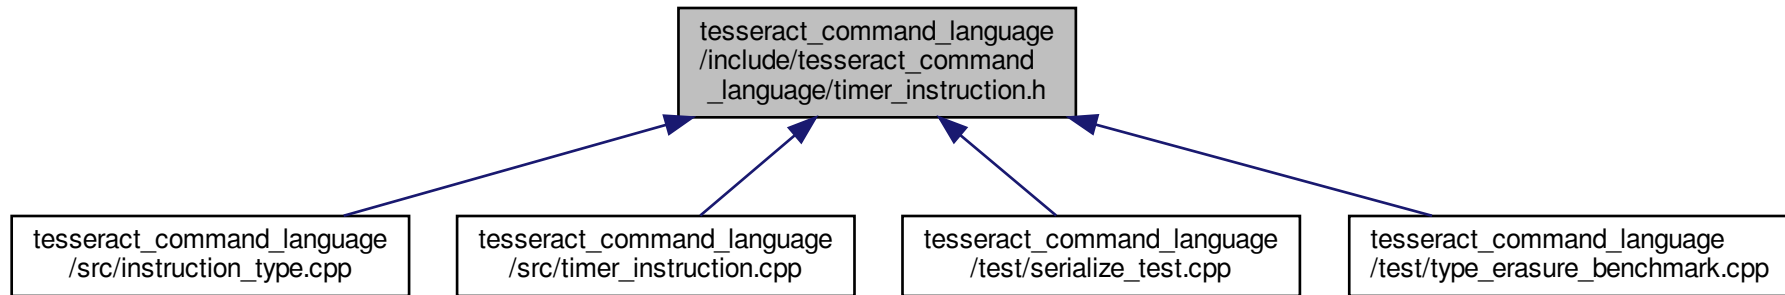 tesseract_command_language
/include/tesseract_command
_language/timer_instruction.h
tesseract_command_language
/src/instruction_type.cpp
tesseract_command_language
/src/timer_instruction.cpp
tesseract_command_language
/test/serialize_test.cpp
tesseract_command_language
/test/type_erasure_benchmark.cpp